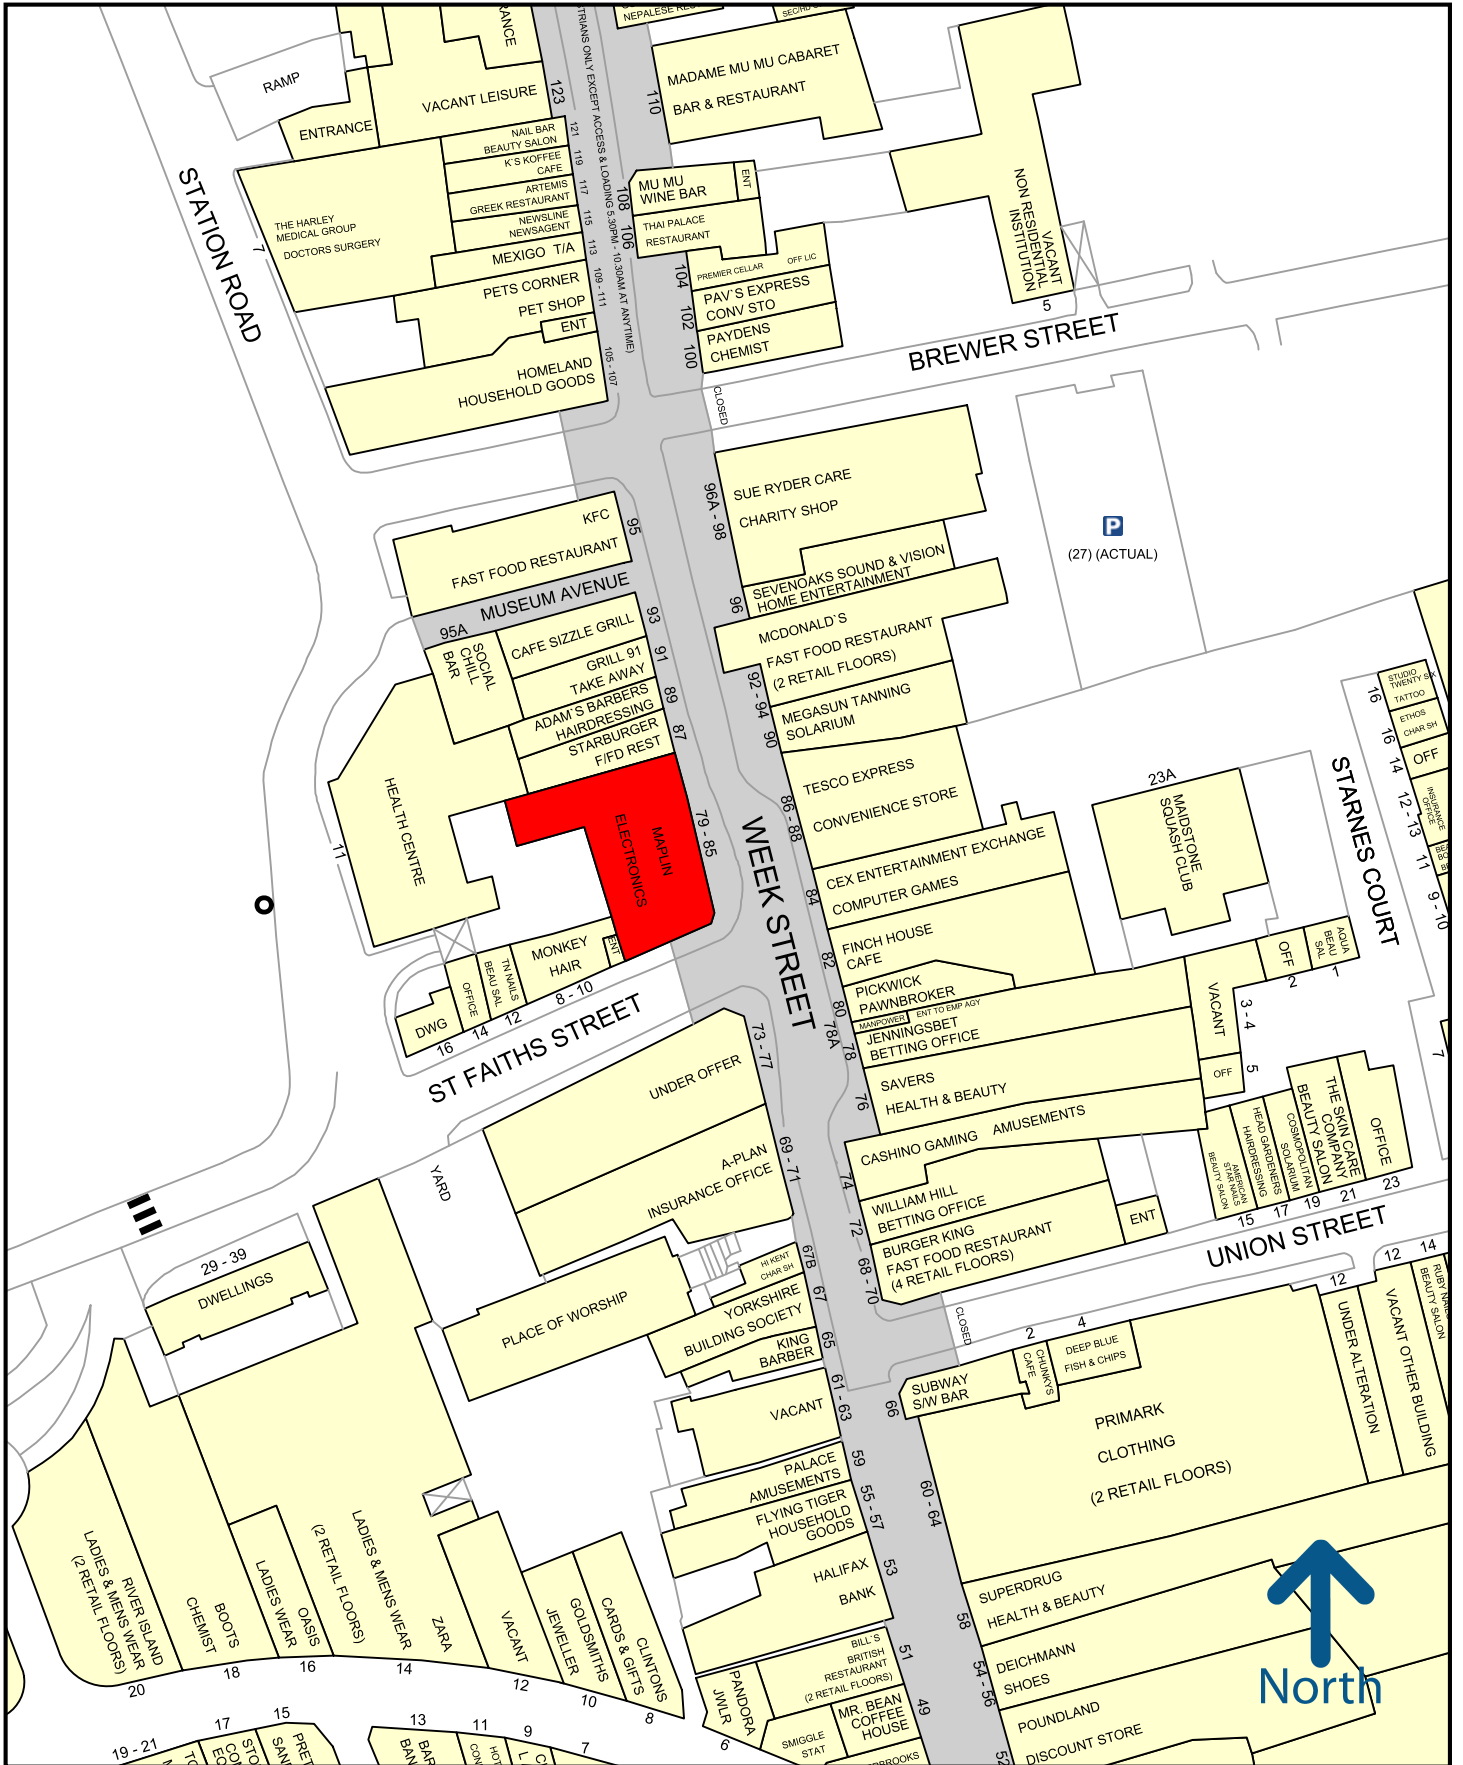 NEPALESE
MADAME MU MU CABARET
BAR & RESTAURANT
110
RAMP
ENTRANCE
VACANT LEISURE
123
TRIANS ONLY EXCEPT ACCESS & LOADING 5.30PM - 10.30AM AT ANYTIME)
NAIL BAR
BEAUTY SALON
121
K'S KOFFEE
CAFE
119
ARTEMIS
GREEK RESTAURANT
117
NEWSLINE
NEWSAGENT
115
MEXIGO T/A
113
PETS CORNER
PET SHOP
109 - 111
ENT
HOMELAND
HOUSEHOLD GOODS
105 - 107
THE HARLEY
MEDICAL GROUP
DOCTORS SURGERY
7
STATION ROAD
MU MU
WINE BAR
ENT
108
THAI PALACE
RESTAURANT
106
PREMIER CELLAR
OFF LIC
104
PAV`S EXPRESS
CONV STO
102
PAYDENS
CHEMIST
100
CLOSED
VACANT
NON RESIDENTIAL
INSTITUTION
5
BREWER STREET
P
(27) (ACTUAL)
KFC
FAST FOOD RESTAURANT
95
MUSEUM AVENUE
95A
SOCIAL
CHILL
BAR
CAFE SIZZLE GRILL
93
GRILL 91
TAKE AWAY
91
ADAM`S BARBERS
HAIRDRESSING
89
STARBURGER
F/FD REST
87
MAPLIN
ELECTRONICS
79 - 85
HEALTH CENTRE
11
MONKEY
HAIR
ENT
8 - 10
TN NAILS
BEAU SAL
12
OFFICE
14
DWG
16
ST FAITHS STREET
WEEK STREET
SUE RYDER CARE
CHARITY SHOP
96A - 98
SEVENOAKS SOUND & VISION
HOME ENTERTAINMENT
96
MCDONALD`S
FAST FOOD RESTAURANT
(2 RETAIL FLOORS)
92 - 94
MEGASUN TANNING
SOLARIUM
90
TESCO EXPRESS
CONVENIENCE STORE
86 - 88
CEX ENTERTAINMENT EXCHANGE
COMPUTER GAMES
84
FINCH HOUSE
CAFE
82
PICKWICK
PAWNBROKER
80
MANPOWER
ENT TO EMP AGY
78A
JENNINGSBET
BETTING OFFICE
78
SAVERS
HEALTH & BEAUTY
76
CASHINO GAMING AMUSEMENTS
74
WILLIAM HILL
BETTING OFFICE
72
BURGER KING
FAST FOOD RESTAURANT
(4 RETAIL FLOORS)
68 - 70
ENT
CLOSED
23A
MAIDSTONE
SQUASH CLUB
STARNES COURT
STUDIO
TWENTY SIX
TATTOO
16
ETHOS
CHAR SH
16
OFF
14
INSURANCE
OFFICE
12 - 13
11
9 - 10
7
AQUA
BEAU
SAL
1
OFF
2
VACANT
3 - 4
OFF
5
AMERICAN
STAR NAILS
BEAUTY SALON
15
HEAD GARDENERS
HAIRDRESSING
17
COSMOPOLITAN
SOLARIUM
19
THE SKIN CARE
COMPANY
BEAUTY SALON
21
OFFICE
23
UNION STREET
UNDER OFFER
73 - 77
A-PLAN
INSURANCE OFFICE
69 - 71
YARD
HI KENT
CHAR SH
67B
YORKSHIRE
BUILDING SOCIETY
67
KING
BARBER
65
VACANT
61 - 63
PALACE
AMUSEMENTS
59
FLYING TIGER
HOUSEHOLD
GOODS
55 - 57
HALIFAX
BANK
53
BILL`S
BRITISH
RESTAURANT
(2 RETAIL FLOORS)
51
MR. BEAN
COFFEE
HOUSE
49
SMIGGLE
STAT
PANDORA
JWLR
6
PLACE OF WORSHIP
29 - 39
DWELLINGS
SUBWAY
S/W BAR
66
CHUNKYS
CAFE
2
DEEP BLUE
FISH & CHIPS
4
PRIMARK
CLOTHING
(2 RETAIL FLOORS)
60 - 64
UNDER ALTERATION
12
VACANT OTHER BUILDING
12
RUBY NAILS
BEAUTY SALON
14
SUPERDRUG
HEALTH & BEAUTY
58
DEICHMANN
SHOES
54 - 56
POUNDLAND
DISCOUNT STORE
52
North
RIVER ISLAND
LADIES & MENS WEAR
(2 RETAIL FLOORS)
20
BOOTS
CHEMIST
18
OASIS
LADIES WEAR
16
ZARA
LADIES & MENS WEAR
(2 RETAIL FLOORS)
14
VACANT
12
GOLDSMITHS
JEWELLER
10
CLINTONS
CARDS & GIFTS
8
19 - 21
17
15
13
11
9
7